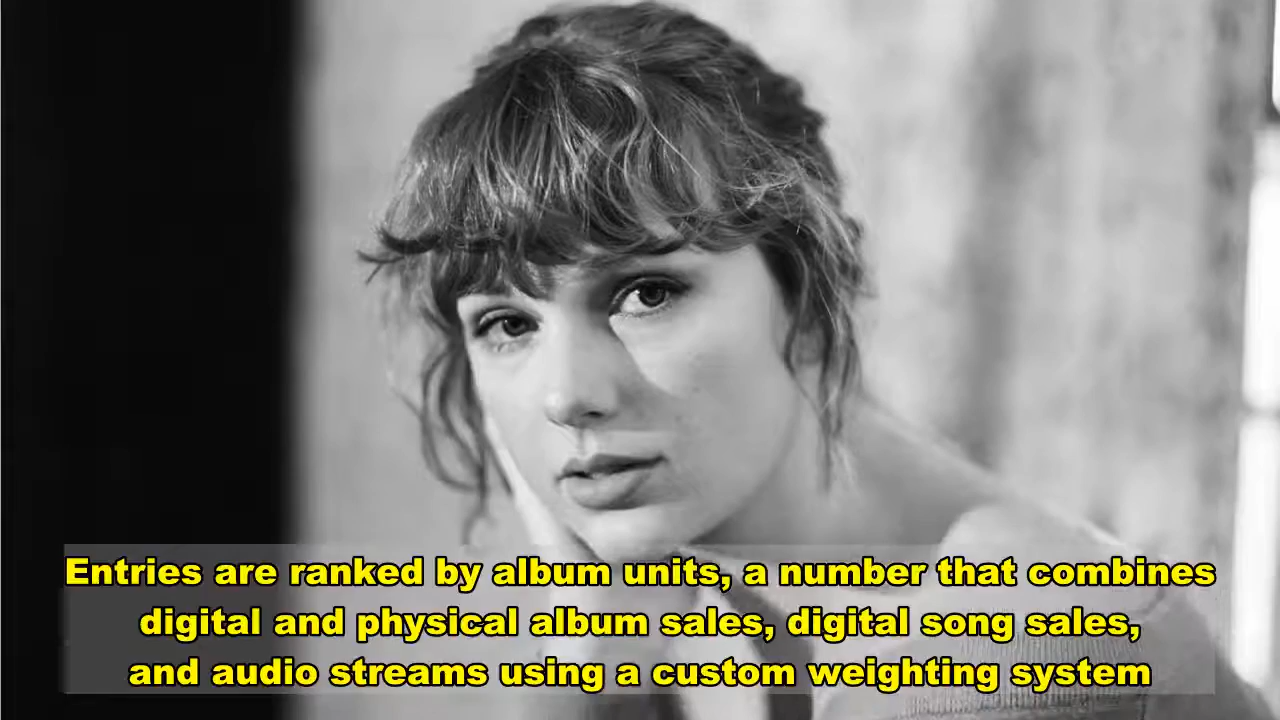 Entries are ranked by album units, a number that combines
digital and physical album sales, digital song sales,
and audio streams using a custom weighting system